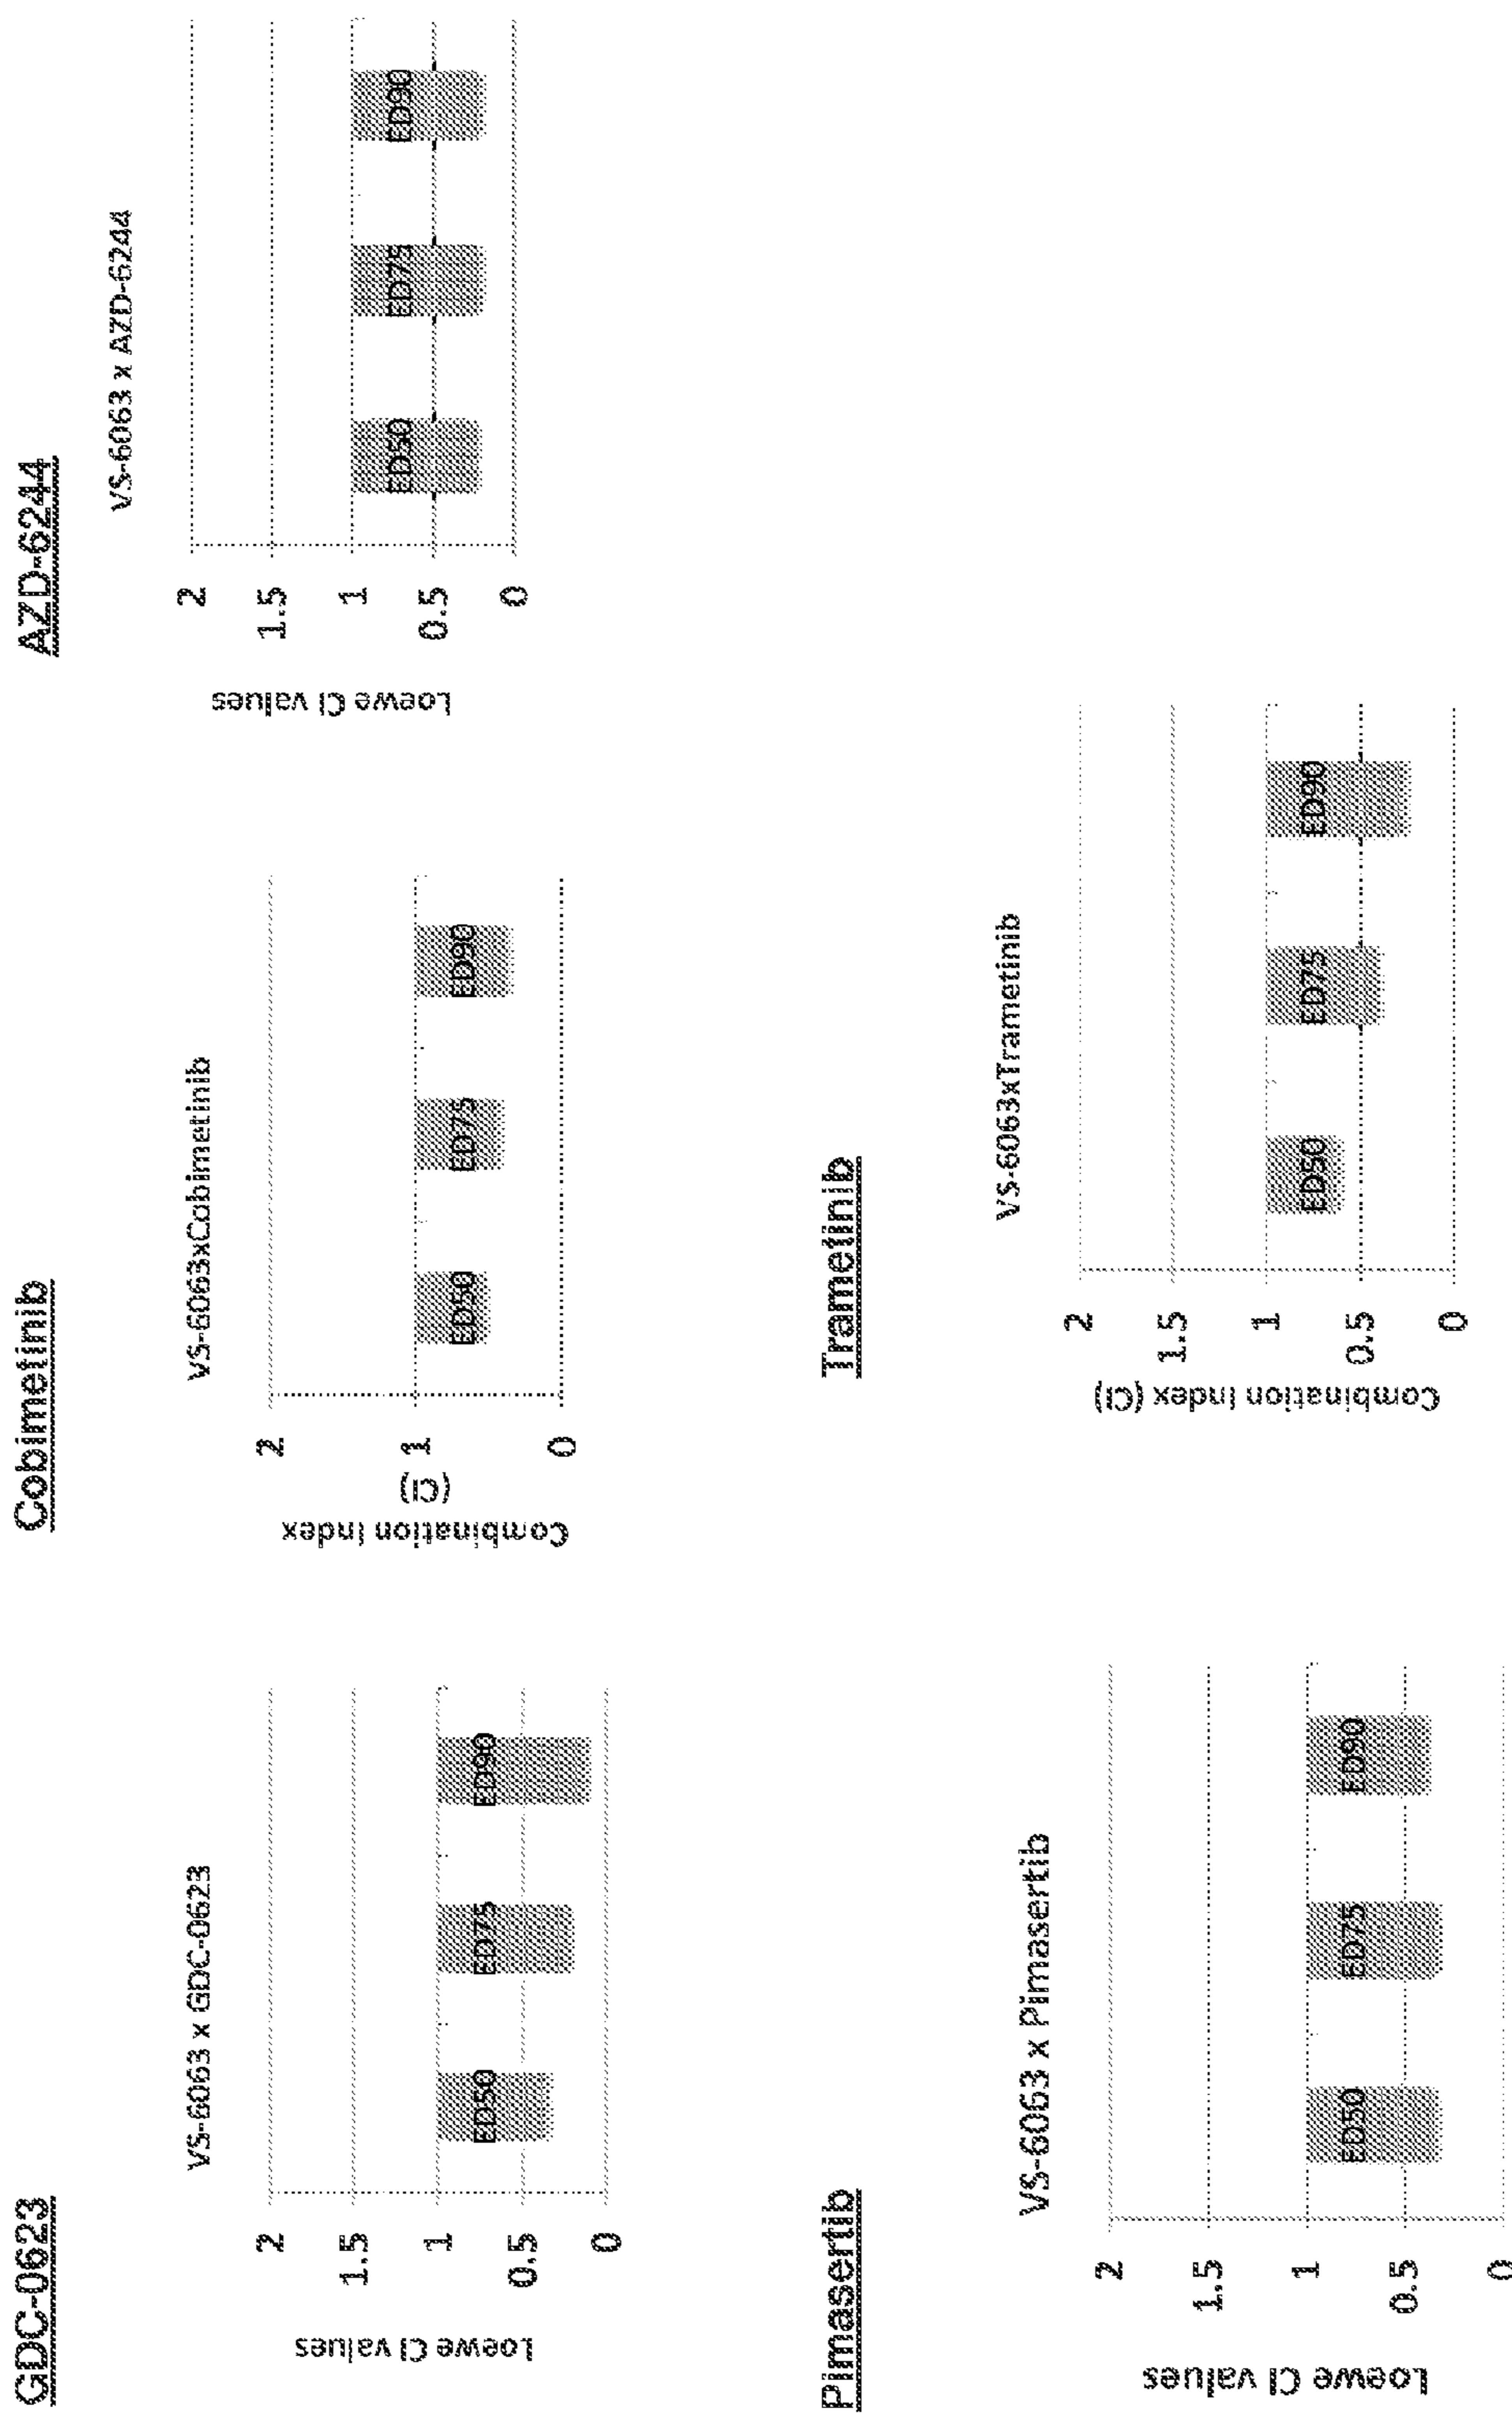 GDC-0623
VS-6063 x GDC-0623
Loewe CI values
2
1.5
1
0.5
0
ED50
ED75
ED90
Cobimetinib
VS-6063xCobimetinib
Combination Index
(CI)
2
1
0
ED50
ED75
ED90
AZD-6244
VS-6063 x AZD-6244
Loewe CI values
2
1.5
1
0.5
0
ED50
ED75
ED90
Pimasertib
VS-6063 x Pimasertib
Loewe CI values
2
1.5
1
0.5
0
ED50
ED75
ED90
Trametinib
VS-6063xTrametinib
Combination Index (CI)
2
1.5
1
0.5
0
ED50
ED75
ED90